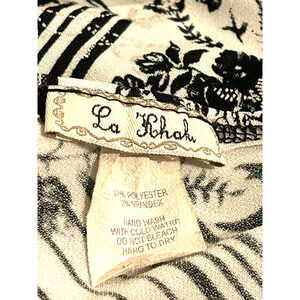 La Khaki
POLYESTER
SPANDEX
HAND WASH
WITH COLD WATER
DO NOT BLEACH
HANG TO DRY